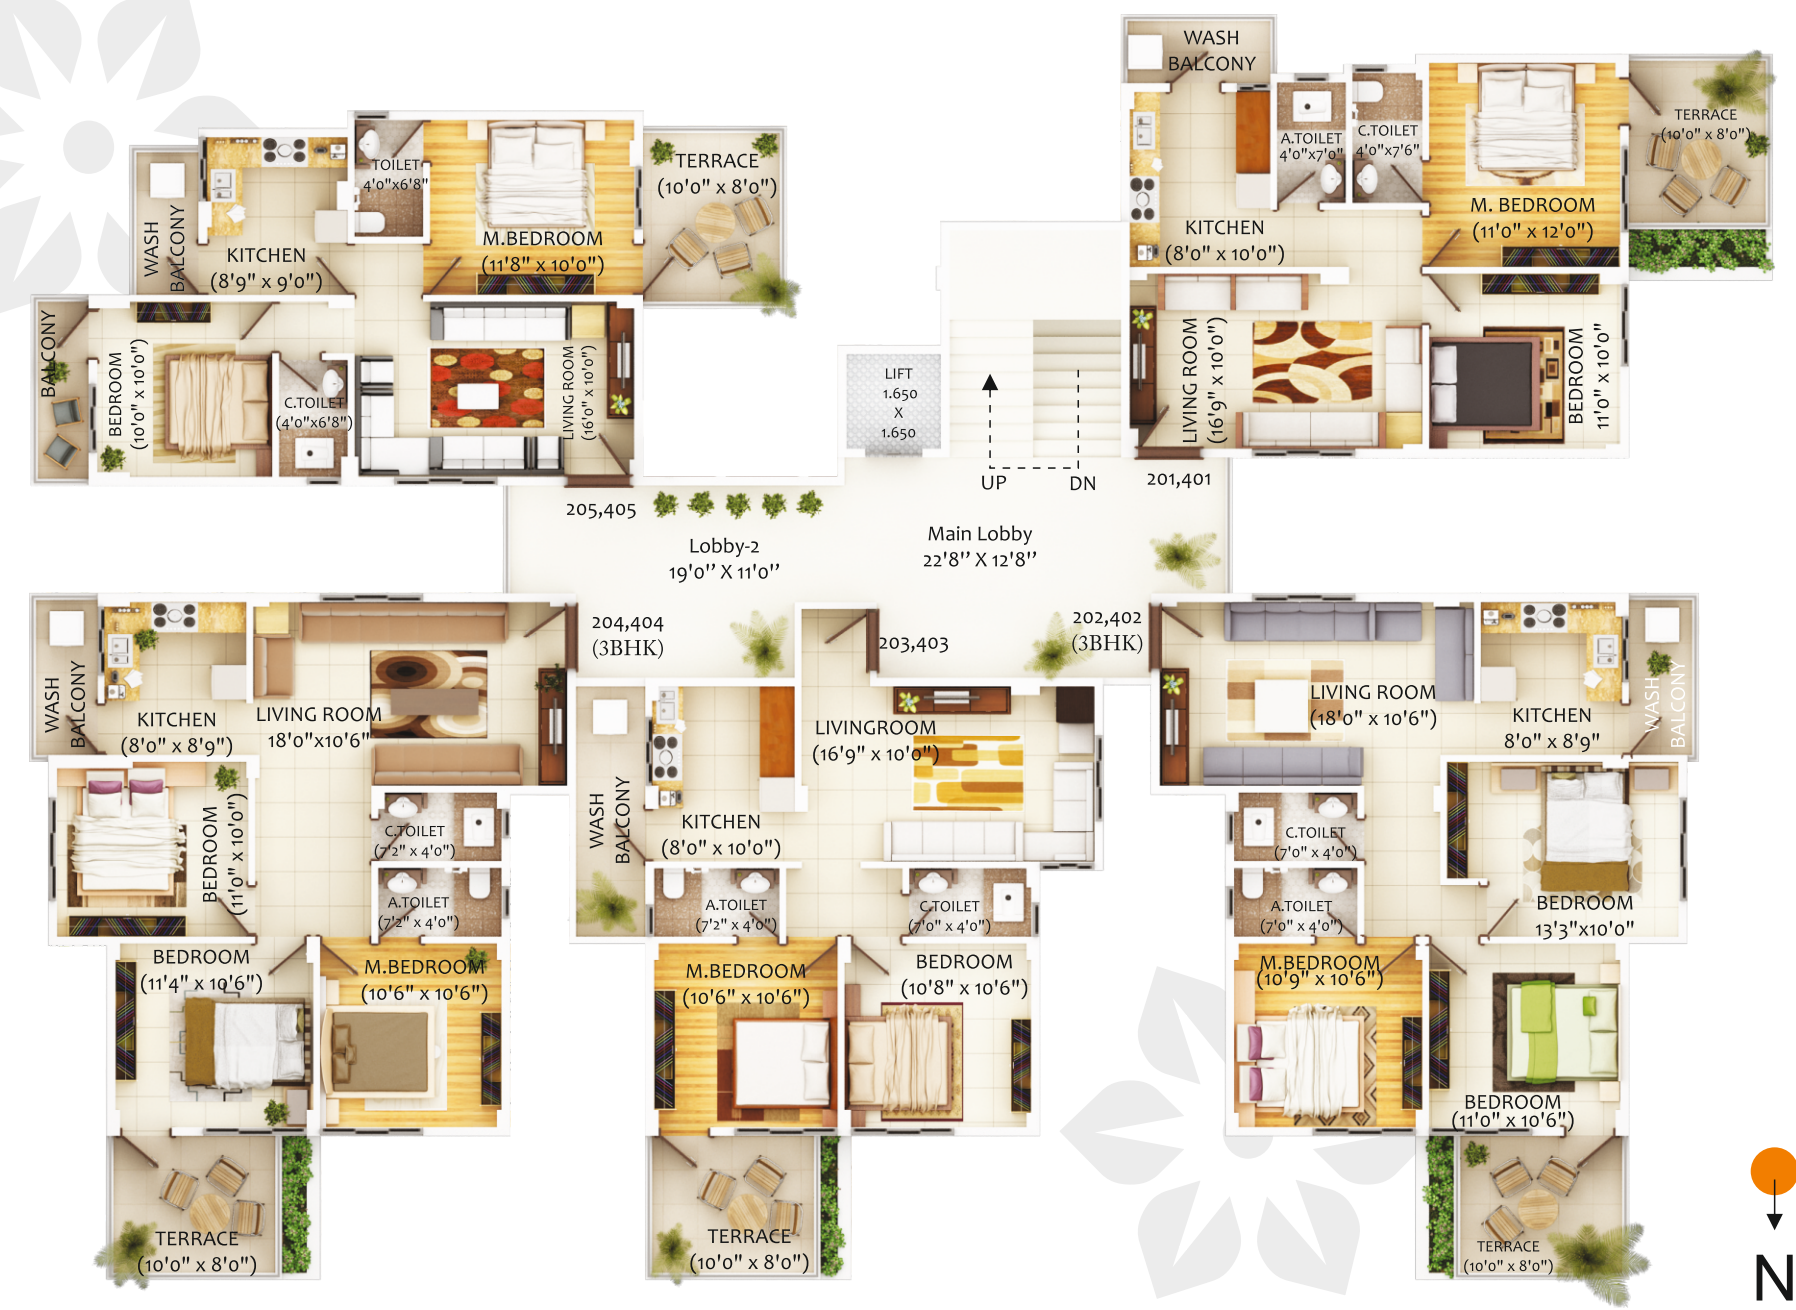 WASH
BALCONY
KITCHEN
(8'9" x 9'0")
TOILET
4'0"x6'8"
M.BEDROOM
(11'8" x 10'0")
TERRACE
(10'0" x 8'0")
BALCONY
BEDROOM
(10'0" x 10'0")
C.TOILET
(4'0"x6'8")
LIVING ROOM
(16'0" x 10'0")
205,405
WASH
BALCONY
KITCHEN
(8'0" x 10'0")
A.TOILET
4'0"x7'0"
C.TOILET
4'0"x7'6"
M. BEDROOM
(11'0" x 12'0")
TERRACE
(10'0" x 8'0")
LIVING ROOM
(16'9" x 10'0")
BEDROOM
11'0" x 10'0"
201,401
LIFT
1.650
X
1.650
UP
DN
Lobby-2
19'0'' X 11'0''
Main Lobby
22'8'' X 12'8''
204,404
(3BHK)
203,403
202,402
(3BHK)
WASH
BALCONY
KITCHEN
(8'0" x 8'9")
LIVING ROOM
18'0"x10'6"
BEDROOM
(11'0" x 10'0")
C.TOILET
(7'2" x 4'0")
A.TOILET
(7'2" x 4'0")
BEDROOM
(11'4" x 10'6")
M.BEDROOM
(10'6" x 10'6")
TERRACE
(10'0" x 8'0")
WASH
BALCONY
KITCHEN
(8'0" x 10'0")
LIVINGROOM
(16'9" x 10'0")
A.TOILET
(7'2" x 4'0")
C.TOILET
(7'0" x 4'0")
M.BEDROOM
(10'6" x 10'6")
BEDROOM
(10'8" x 10'6")
TERRACE
(10'0" x 8'0")
LIVING ROOM
(18'0" x 10'6")
KITCHEN
8'0" x 8'9"
WASH
BALCONY
C.TOILET
(7'0" x 4'0")
A.TOILET
(7'0" x 4'0")
BEDROOM
13'3"x10'0"
M.BEDROOM
(10'9" x 10'6")
BEDROOM
(11'0" x 10'6")
TERRACE
(10'0" x 8'0")
N